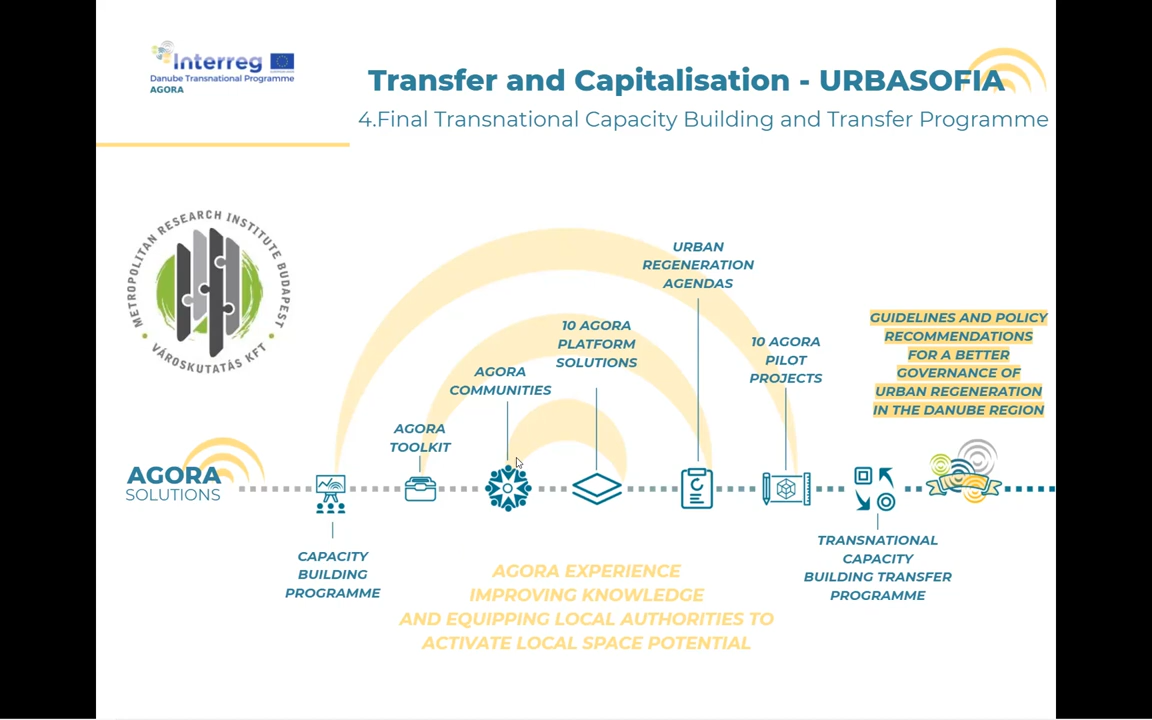 Interreg
EUROPEAN UNION
Danube Transnational Programme
AGORA
Transfer and Capitalisation - URBASOFIA
4.Final Transnational Capacity Building and Transfer Programme
METROPOLITAN RESEARCH INSTITUTE BUDAPEST
VÁROSKUTATÁS KFT
URBAN
REGENERATION
AGENDAS
10 AGORA
PLATFORM
SOLUTIONS
10 AGORA
PILOT
PROJECTS
GUIDELINES AND POLICY
RECOMMENDATIONS
FOR A BETTER
GOVERNANCE OF
URBAN REGENERATION
IN THE DANUBE REGION
AGORA
COMMUNITIES
AGORA
TOOLKIT
AGORA
SOLUTIONS
CAPACITY
BUILDING
PROGRAMME
TRANSNATIONAL
CAPACITY
BUILDING TRANSFER
PROGRAMME
AGORA EXPERIENCE
IMPROVING KNOWLEDGE
AND EQUIPPING LOCAL AUTHORITIES TO
ACTIVATE LOCAL SPACE POTENTIAL